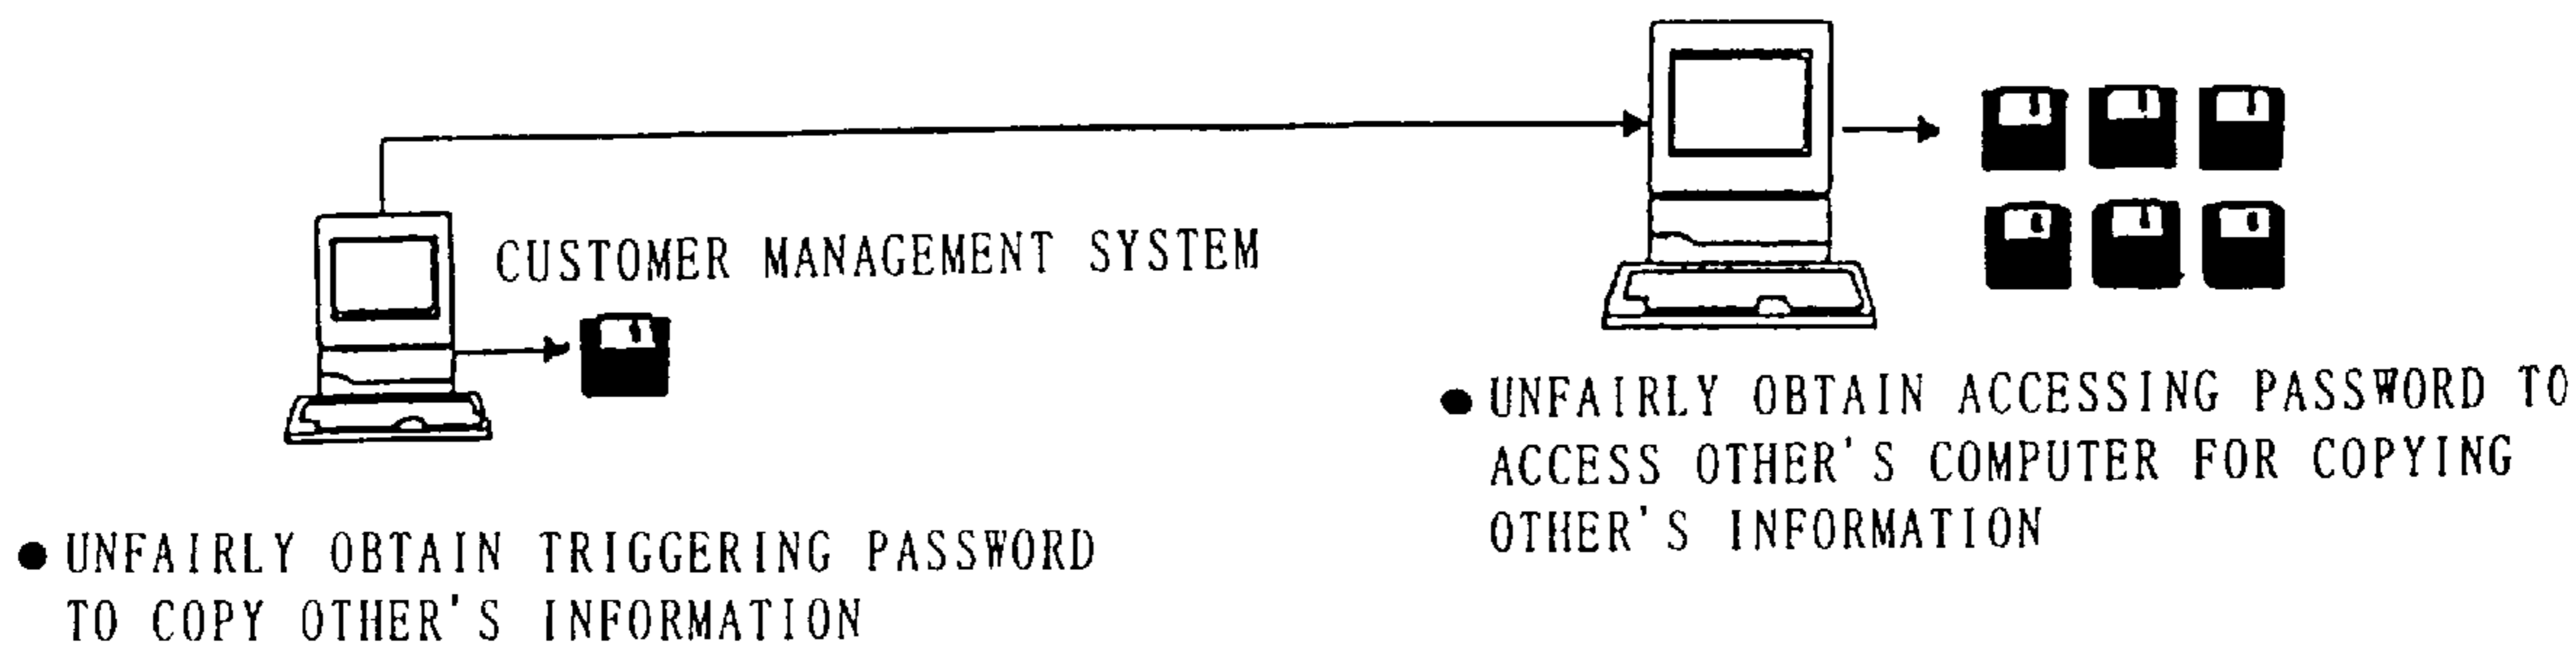 CUSTOMER MANAGEMENT SYSTEM
● UNFAIRLY OBTAIN ACCESSING PASSWORD TO
ACCESS OTHER'S COMPUTER FOR COPYING
OTHER'S INFORMATION
● UNFAIRLY OBTAIN TRIGGERING PASSWORD
TO COPY OTHER'S INFORMATION